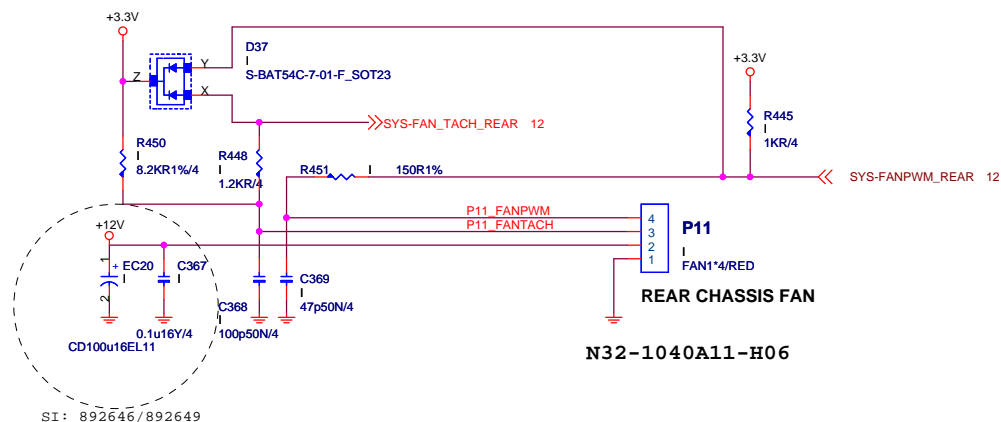 +3.3V
D37
S-BAT54C-7-01-F_SOT23
Y
Z
X
+3.3V
SYS-FAN_TACH_REAR 12
R445
1KR/4
R450
8.2KR1%/4
R448
1.2KR/4
R451
150R1%
SYS-FANPWM_REAR 12
P11_FANPWM
P11_FANTACH
4
3
2
1
P11
FAN1*4/RED
+12V
1
+
EC20
2
C367
0.1u16Y/4
CD100u16EL11
C368
100p50N/4
C369
47p50N/4
REAR CHASSIS FAN
N32-1040A11-H06
SI: 892646/892649